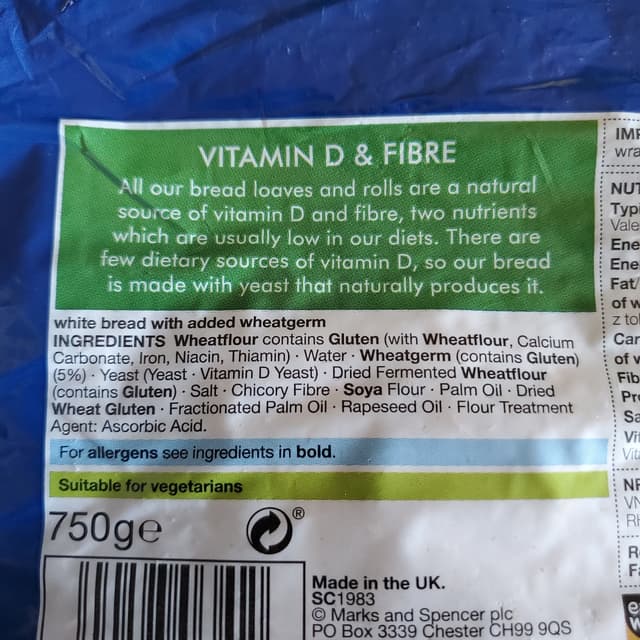 VITAMIN D & FIBRE
All our bread loaves and rolls are a natural
source of vitamin D and fibre, two nutrients
which are usually low in our diets. There are
few dietary sources of vitamin D, so our bread
is made with yeast that naturally produces it.
white bread with added wheatgerm
INGREDIENTS Wheatflour contains Gluten (with Wheatflour, Calcium
Carbonate, Iron, Niacin, Thiamin) · Water · Wheatgerm (contains Gluten)
(5%) · Yeast (Yeast · Vitamin D Yeast) · Dried Fermented Wheatflour
(contains Gluten) · Salt · Chicory Fibre · Soya Flour · Palm Oil · Dried
Wheat Gluten · Fractionated Palm Oil · Rapeseed Oil · Flour Treatment
Agent: Ascorbic Acid.
For allergens see ingredients in bold.
Suitable for vegetarians
750g℮
®
Made in the UK.
SC1983
© Marks and Spencer plc
PO Box 3339 Chester CH99 9QS
wra
NUT
Typi
Vale
Ene
Ene
Fat/
of w
z tol
Car
of w
Fib
Pro
Sa
Vit
Vit